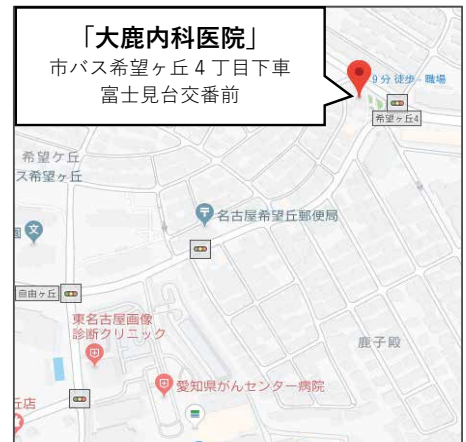 「大鹿内科医院」
市バス希望ヶ丘4丁目下車
富士見台交番前
9分 徒歩 - 職場
希望ヶ丘4
希望ケ丘
ス希望ヶ丘
名古屋希望丘郵便局
園
文
自由ヶ丘
東名古屋画像
診断クリニック
鹿子殿
愛知県がんセンター病院
丘店